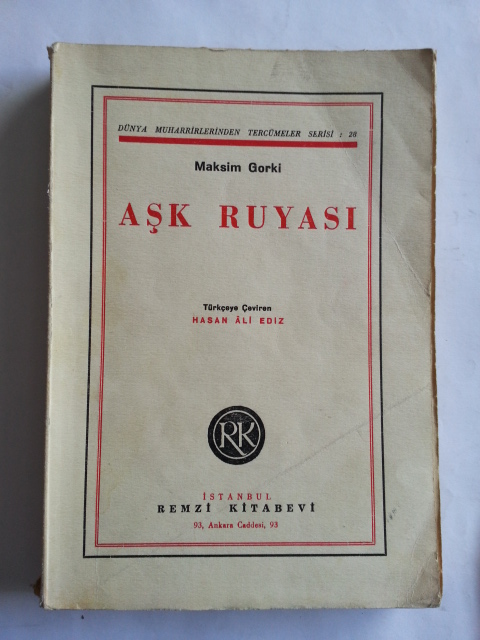 DÜNYA MUHARRİRLERİNDEN TERCÜMELER SERİSİ : 28
Maksim Gorki
AŞK RUYASI
Türkçeye Çeviren
HASAN ÂLİ EDİZ
RK
İSTANBUL
REMZİ KİTABEVİ
93, Ankara Caddesi, 93